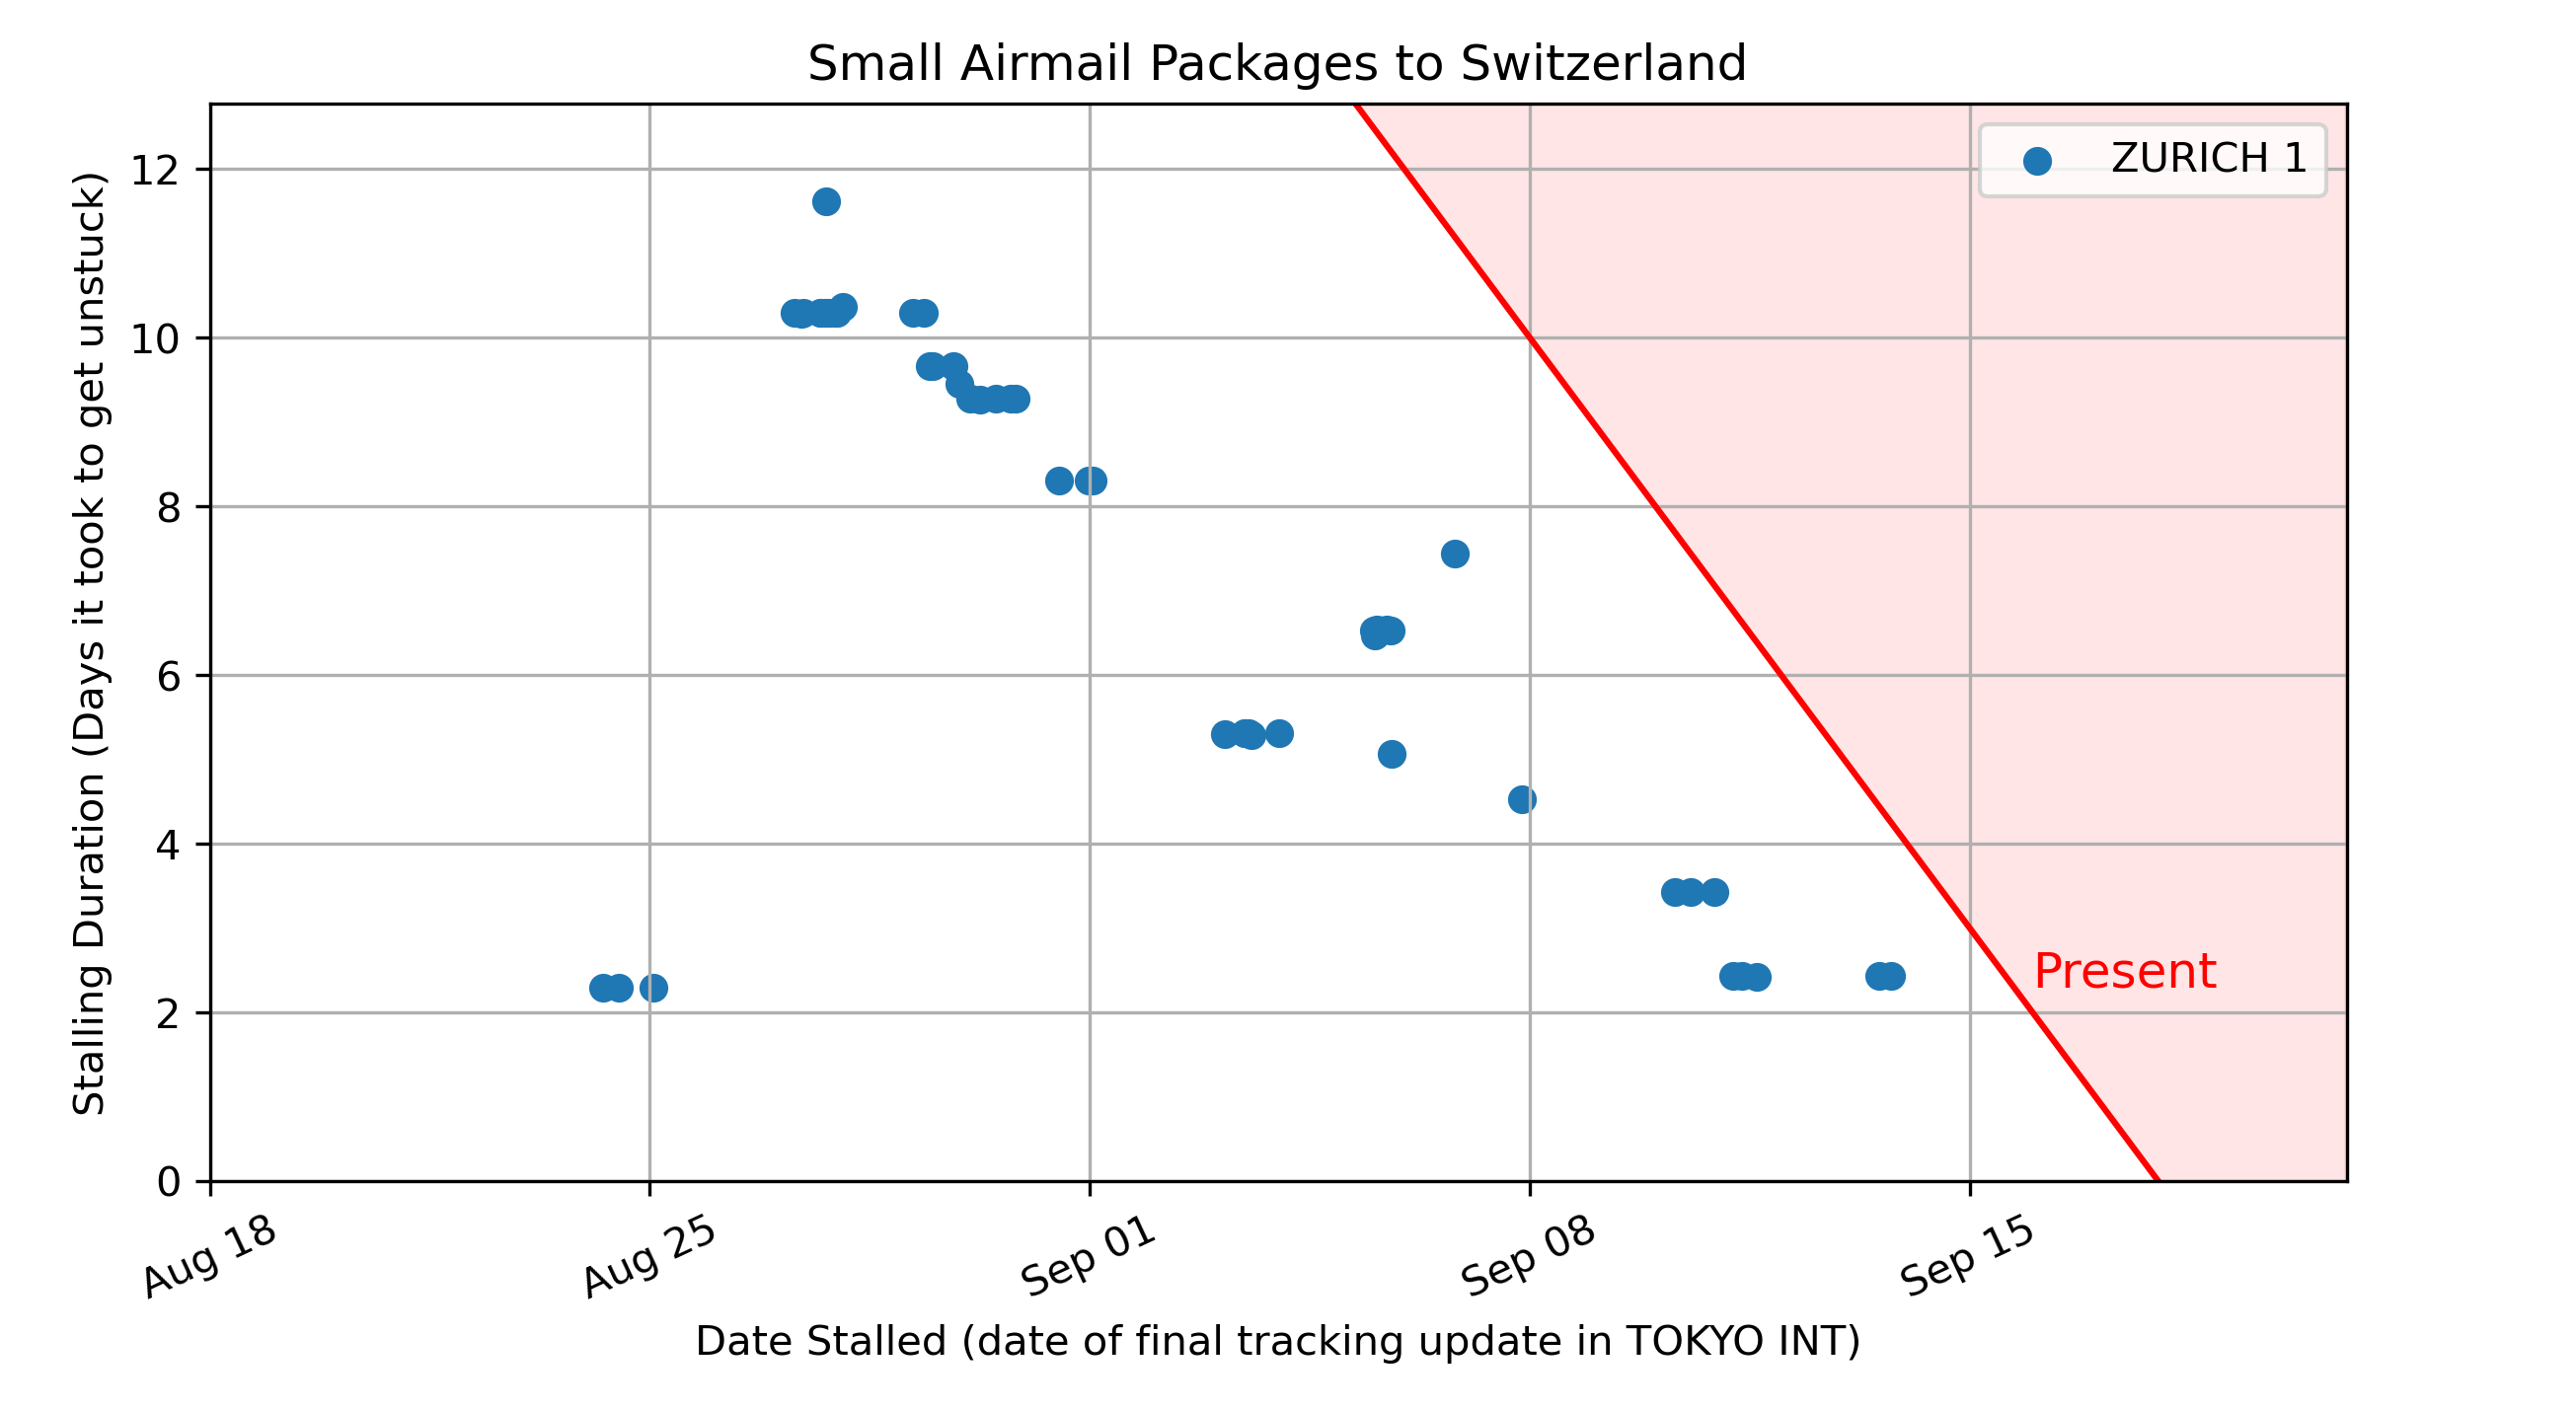 Small Airmail Packages to Switzerland
Stalling Duration (Days it took to get unstuck)
12
10
8
6
4
2
0
ZURICH 1
Present
Aug 18
Aug 25
Sep 01
Sep 08
Sep 15
Date Stalled (date of final tracking update in TOKYO INT)